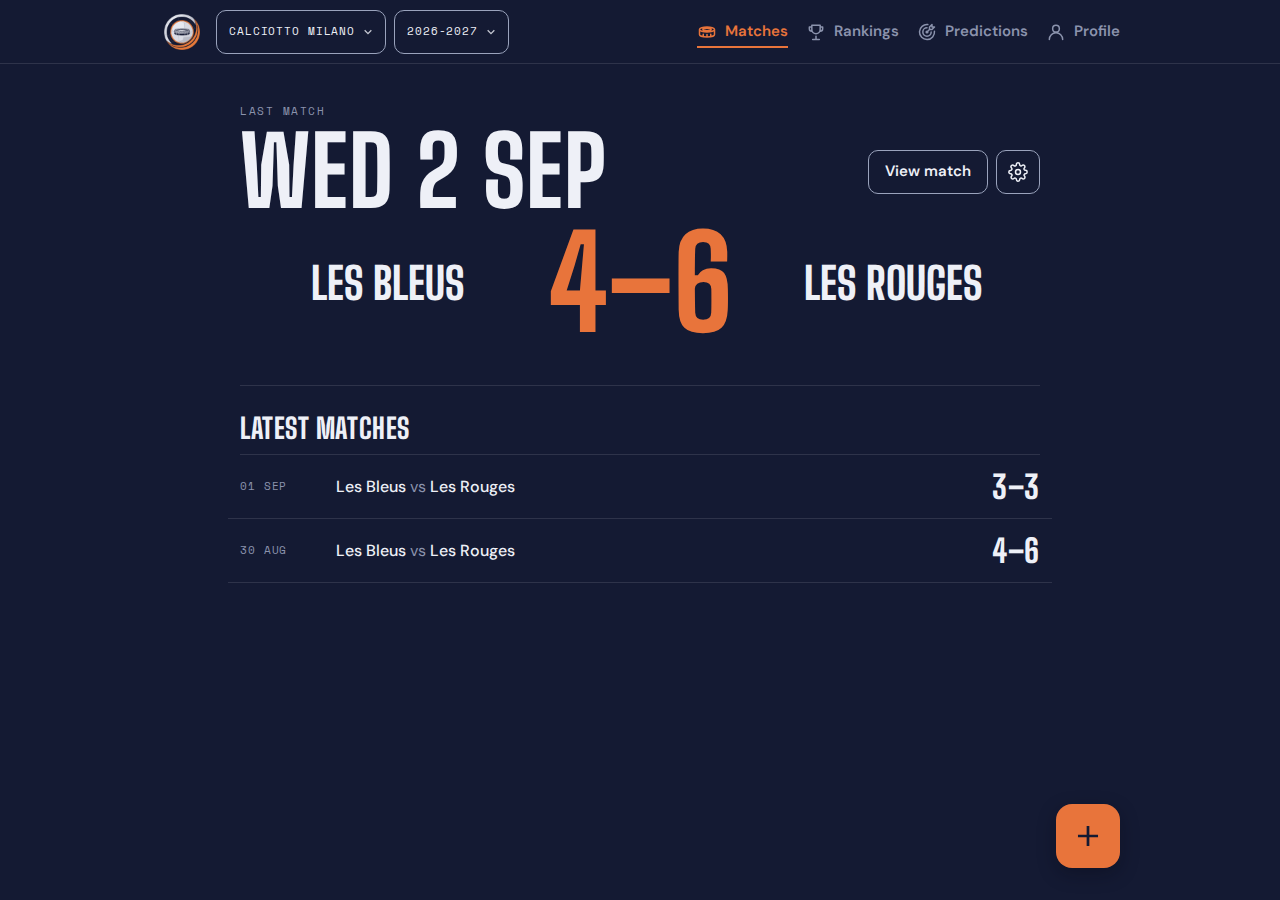 CALCIOTTO MILANO
2026-2027
Matches
Rankings
Predictions
Profile
LAST MATCH
WED 2 SEP
View match
LES BLEUS
4–6
LES ROUGES
LATEST MATCHES
01 SEP Les Bleus vs Les Rouges 3–3
30 AUG Les Bleus vs Les Rouges 4–6